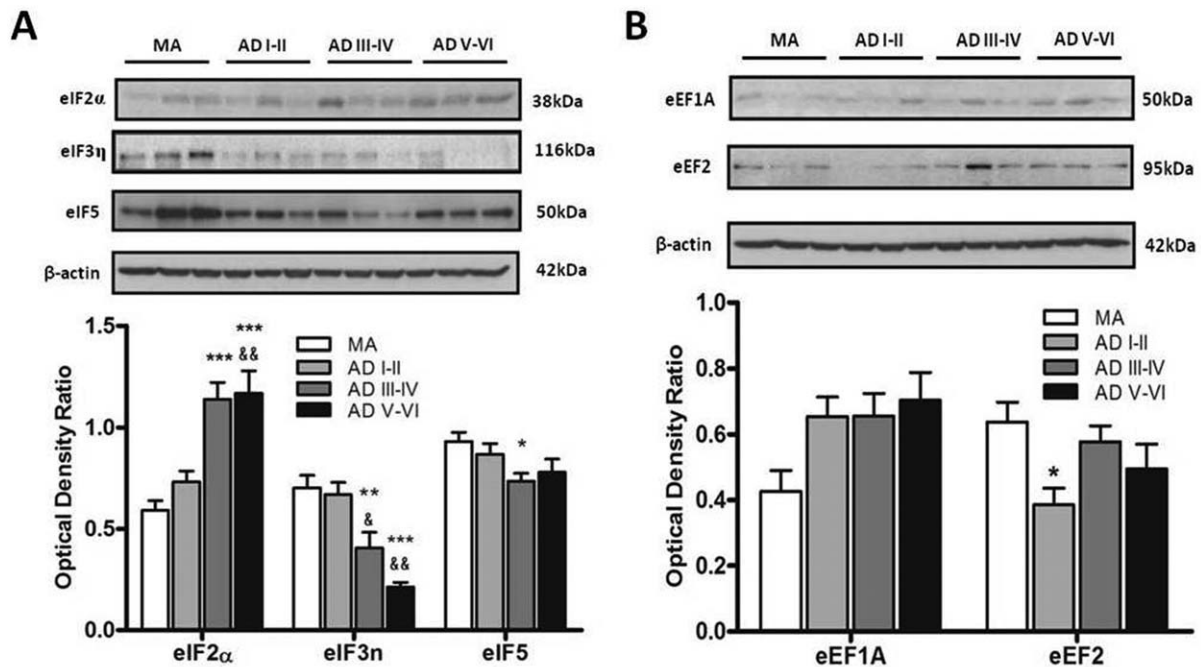 A
MA AD I-II AD III-IV AD V-VI
eIF2α 38kDa
eIF3η 116kDa
eIF5 50kDa
β-actin 42kDa
Optical Density Ratio
1.5
1.0
0.5
0.0
***
***
&&
**
&
***
&&
*
MA
AD I-II
AD III-IV
AD V-VI
eIF2α eIF3n eIF5
B
MA AD I-II AD III-IV AD V-VI
eEF1A 50kDa
eEF2 95kDa
β-actin 42kDa
Optical Density Ratio
1.0
0.8
0.6
0.4
0.2
0.0
MA
AD I-II
AD III-IV
AD V-VI
*
eEF1A eEF2